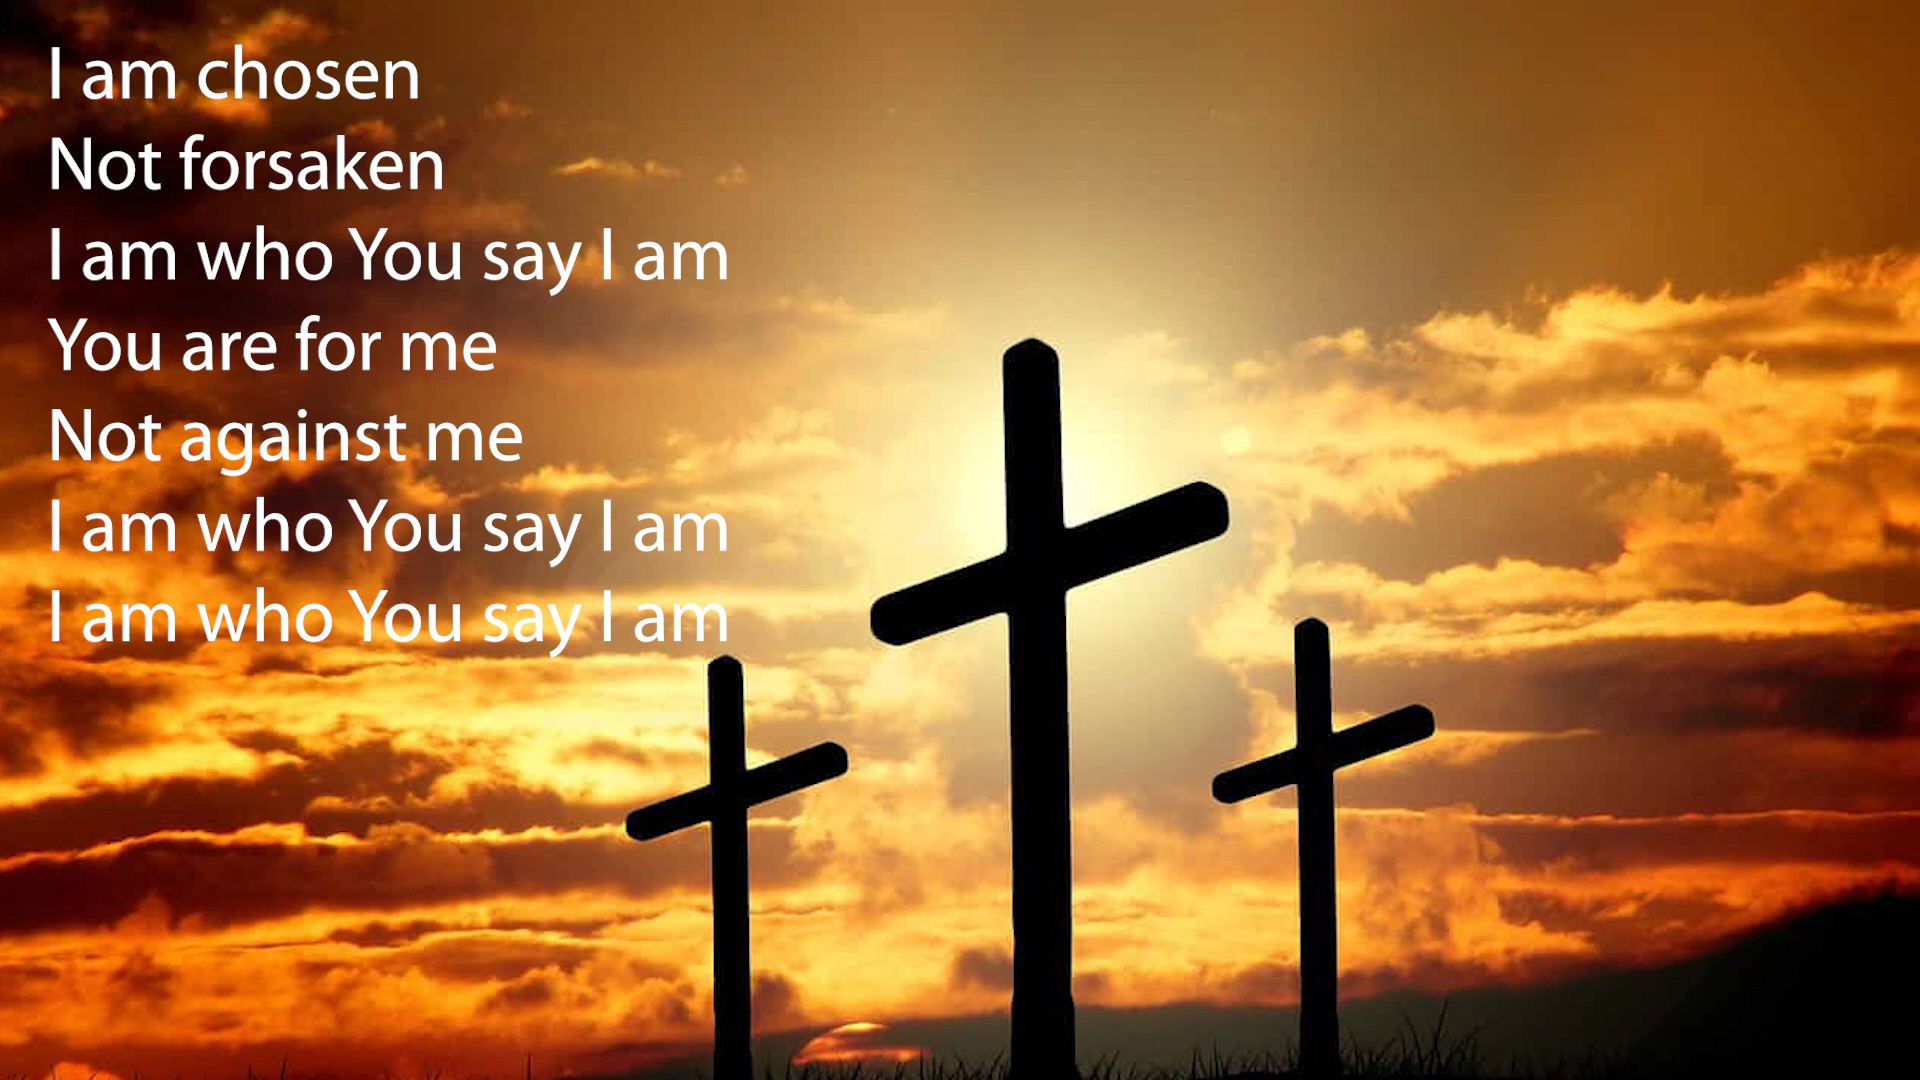 I am chosen
Not forsaken
I am who You say I am
You are for me
Not against me
I am who You say I am
I am who You say I am